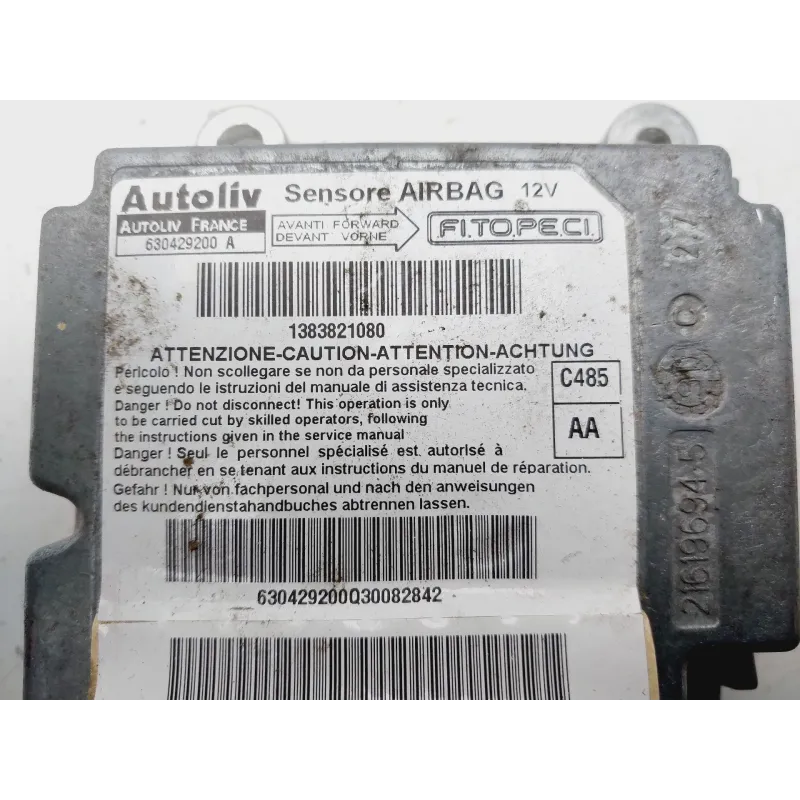 Autoliv Sensore AIRBAG 12V
AUTOLIV FRANCE
630429200 A
AVANTI FORWARD
DEVANT VORNE
FI.TO.PE.CI.
1383821080
ATTENZIONE-CAUTION-ATTENTION-ACHTUNG
Pericolo ! Non scollegare se non da personale specializzato
e seguendo le istruzioni del manuale di assistenza tecnica.
Danger ! Do not disconnect! This operation is only
to be carried cut by skilled operators, following
the instructions given in the service manual
Danger ! Seul le personnel spécialisé est autorisé à
débrancher en se tenant aux instructions du manuel de réparation.
Gefahr ! Nur von fachpersonal und nach den anweisungen
des kundendiensthandbuches abtrennen lassen.
C485
AA
630429200Q30082842
21619694-5